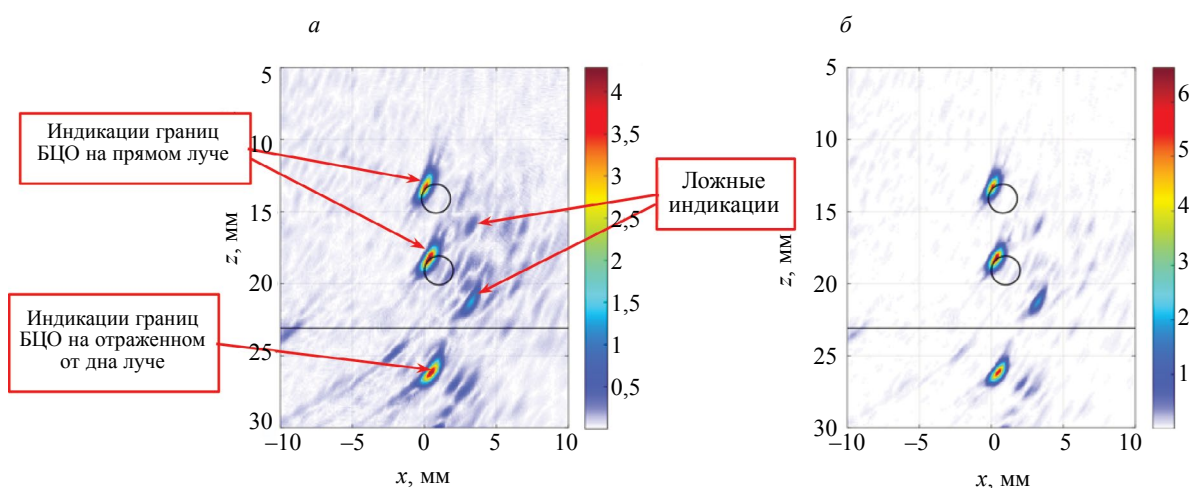 а
б
Индикации границ
БЦО на прямом луче
Индикации границ
БЦО на отраженном
от дна луче
Ложные
индикации
5
10
15
20
25
30
z, мм
–10
–5
0
5
10
x, мм
4
3,5
3
2,5
2
1,5
1
0,5
5
10
15
20
25
30
z, мм
–10
–5
0
5
10
x, мм
6
5
4
3
2
1